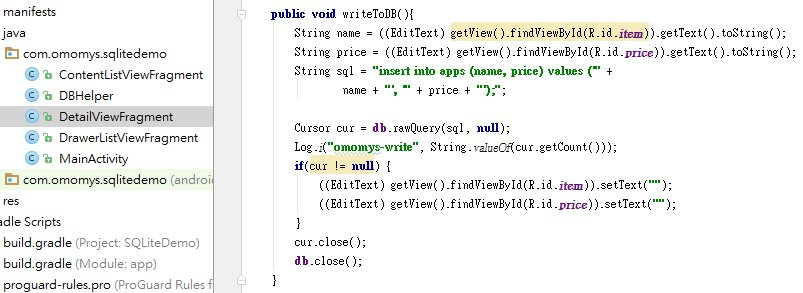 manifests
java
com.omomys.sqlitedemo
ContentListViewFragment
DBHelper
DetailViewFragment
DrawerListViewFragment
MainActivity
com.omomys.sqlitedemo (androi
res
adle Scripts
build.gradle (Project: SQLiteDemo)
build.gradle (Module: app)
proguard-rules.pro (ProGuard Rules f
public void writeToDB(){
String name = ((EditText) getView().findViewById(R.id.item)).getText().toString();
String price = ((EditText) getView().findViewById(R.id.price)).getText().toString();
String sql = "insert into apps (name, price) values ('" +
name + "', '" + price + "');";
Cursor cur = db.rawQuery(sql, null);
Log.i("omomys-write", String.valueOf(cur.getCount()));
if(cur != null) {
((EditText) getView().findViewById(R.id.item)).setText("");
((EditText) getView().findViewById(R.id.price)).setText("");
}
cur.close();
db.close();
}